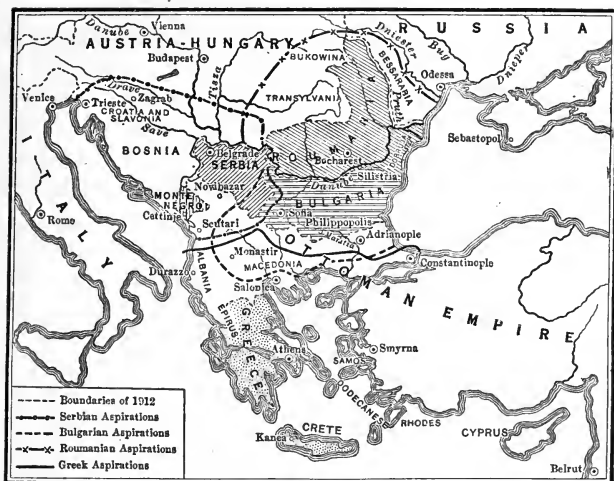 RUSSIA
Danube
Vienna
AUSTRIA-HUNGARY
Budapest
Tisza
BUKOWINA
Dniester
Bug
Dnieper
BESSARABIA
Pruth
Odessa
TRANSYLVANIA
Drave
Venice
Trieste
Zagrab
CROATIA AND
SLAVONIA
Save
BOSNIA
Belgrade
SERBIA
ROUMANIA
Bucharest
Silistria
Danube
Sebastopol
ITALY
Rome
MONTE-
NEGRO
Cettinje
Novibazar
BULGARIA
Sofia
Philippopolis
Scutari
Maritza
Adrianople
Constantinople
OTTOMAN EMPIRE
Monastir
MACEDONIA
Durazzo
ALBANIA
Salonica
EPIRUS
GREECE
Athens
Smyrna
SAMOS
DODECANESE
RHODES
CRETE
Kanea
CYPRUS
Beirut
Boundaries of 1912
Serbian Aspirations
Bulgarian Aspirations
Roumanian Aspirations
Greek Aspirations